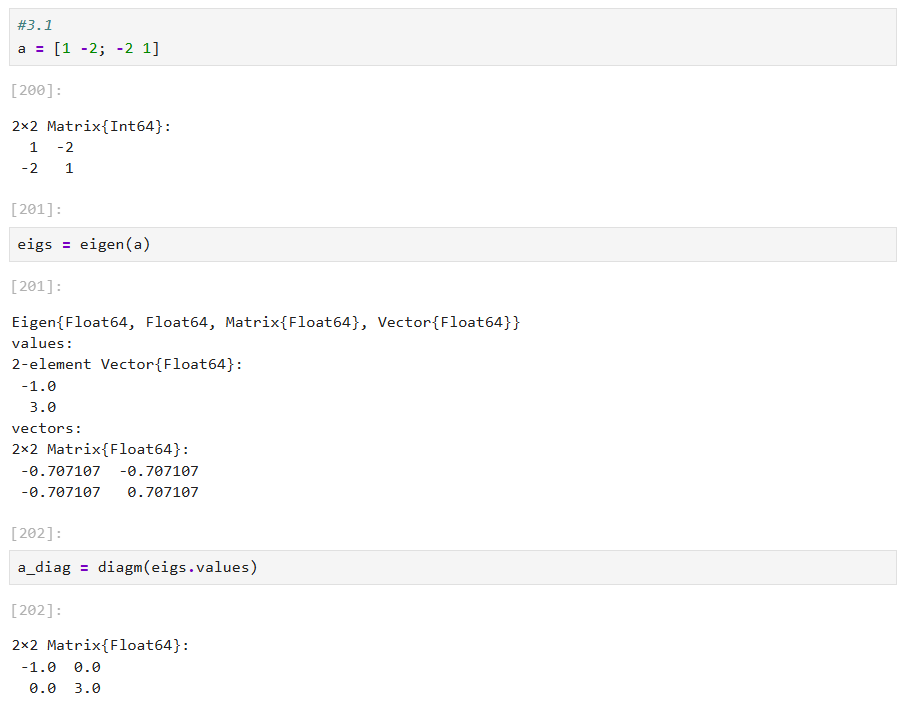 #3.1
a = [1 -2; -2 1]
[200]:
2×2 Matrix{Int64}:
  1  -2
 -2   1
[201]:
eigs = eigen(a)
[201]:
Eigen{Float64, Float64, Matrix{Float64}, Vector{Float64}}
values:
2-element Vector{Float64}:
 -1.0
  3.0
vectors:
2×2 Matrix{Float64}:
 -0.707107  -0.707107
 -0.707107   0.707107
[202]:
a_diag = diagm(eigs.values)
[202]:
2×2 Matrix{Float64}:
 -1.0  0.0
  0.0  3.0